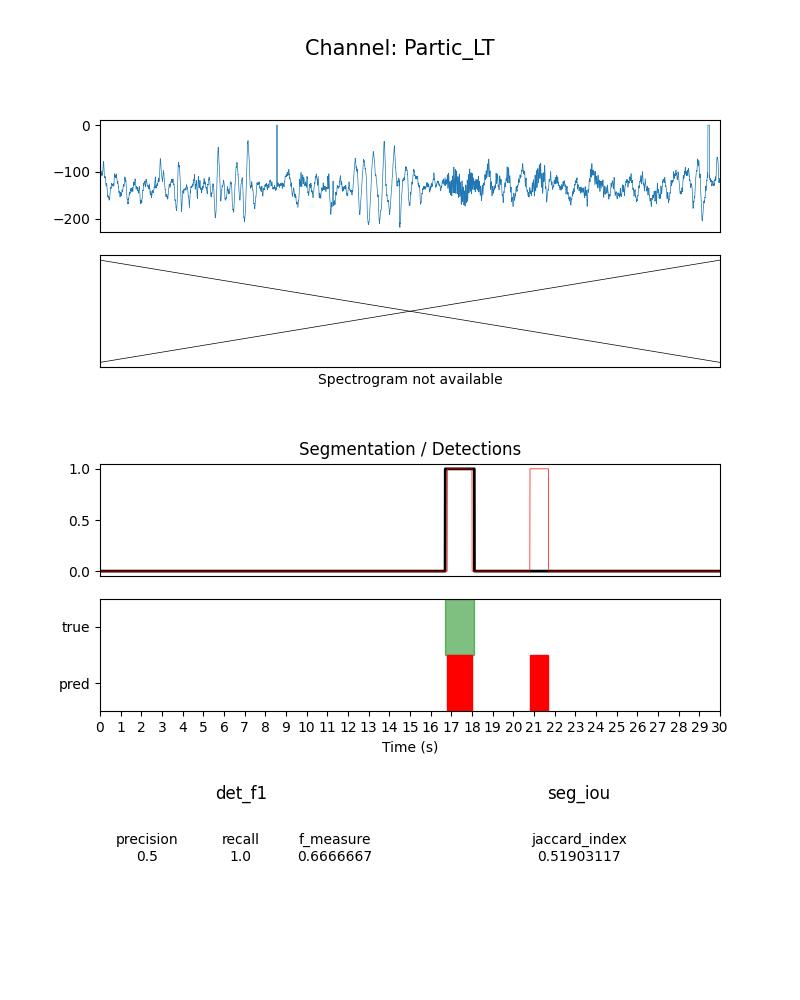 Channel: Partic_LT
0
−100
−200
Spectrogram not available
Segmentation / Detections
1.0
0.5
0.0
true
pred
0 1 2 3 4 5 6 7 8 9 10 11 12 13 14 15 16 17 18 19 20 21 22 23 24 25 26 27 28 29 30
Time (s)
det_f1 seg_iou
precision recall f_measure jaccard_index
0.5 1.0 0.6666667 0.51903117